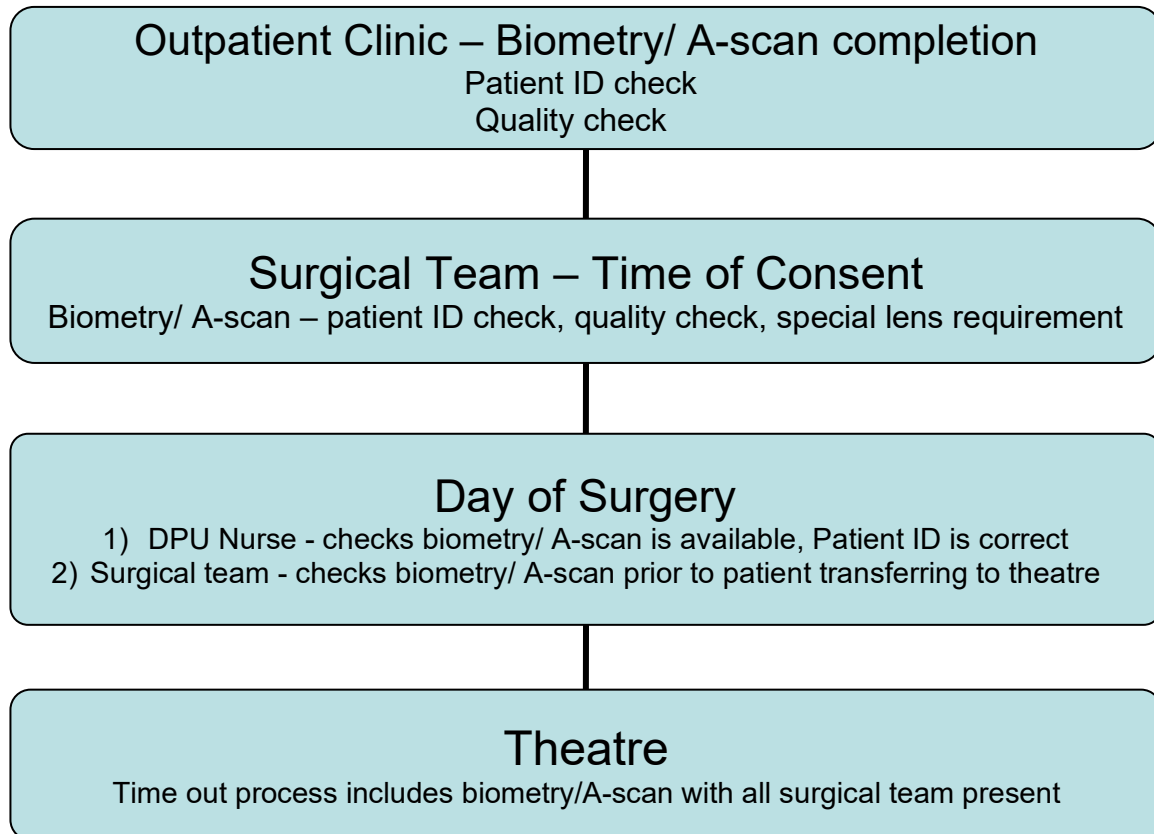 Outpatient Clinic – Biometry/ A-scan completion
Patient ID check
Quality check
Surgical Team – Time of Consent
Biometry/ A-scan – patient ID check, quality check, special lens requirement
Day of Surgery
1) DPU Nurse - checks biometry/ A-scan is available, Patient ID is correct
2) Surgical team - checks biometry/ A-scan prior to patient transferring to theatre
Theatre
Time out process includes biometry/A-scan with all surgical team present